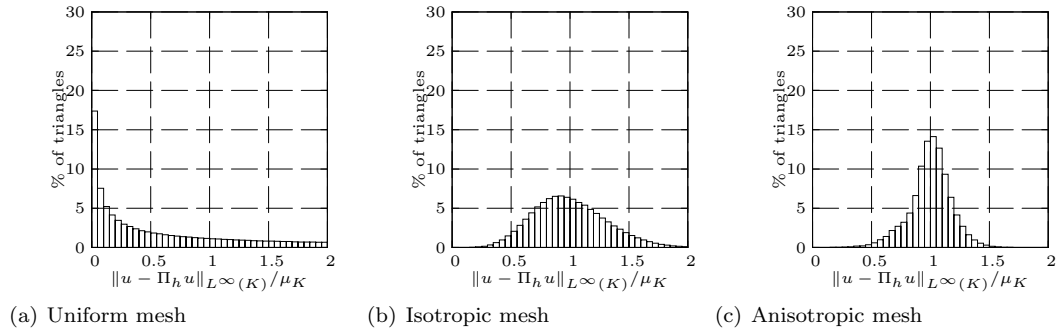 % of triangles
30
25
20
15
10
5
0
0 0.5 1 1.5 2
‖u − Π_h u‖_{L^∞(K)}/μ_K
(a) Uniform mesh
% of triangles
30
25
20
15
10
5
0
0 0.5 1 1.5 2
‖u − Π_h u‖_{L^∞(K)}/μ_K
(b) Isotropic mesh
% of triangles
30
25
20
15
10
5
0
0 0.5 1 1.5 2
‖u − Π_h u‖_{L^∞(K)}/μ_K
(c) Anisotropic mesh